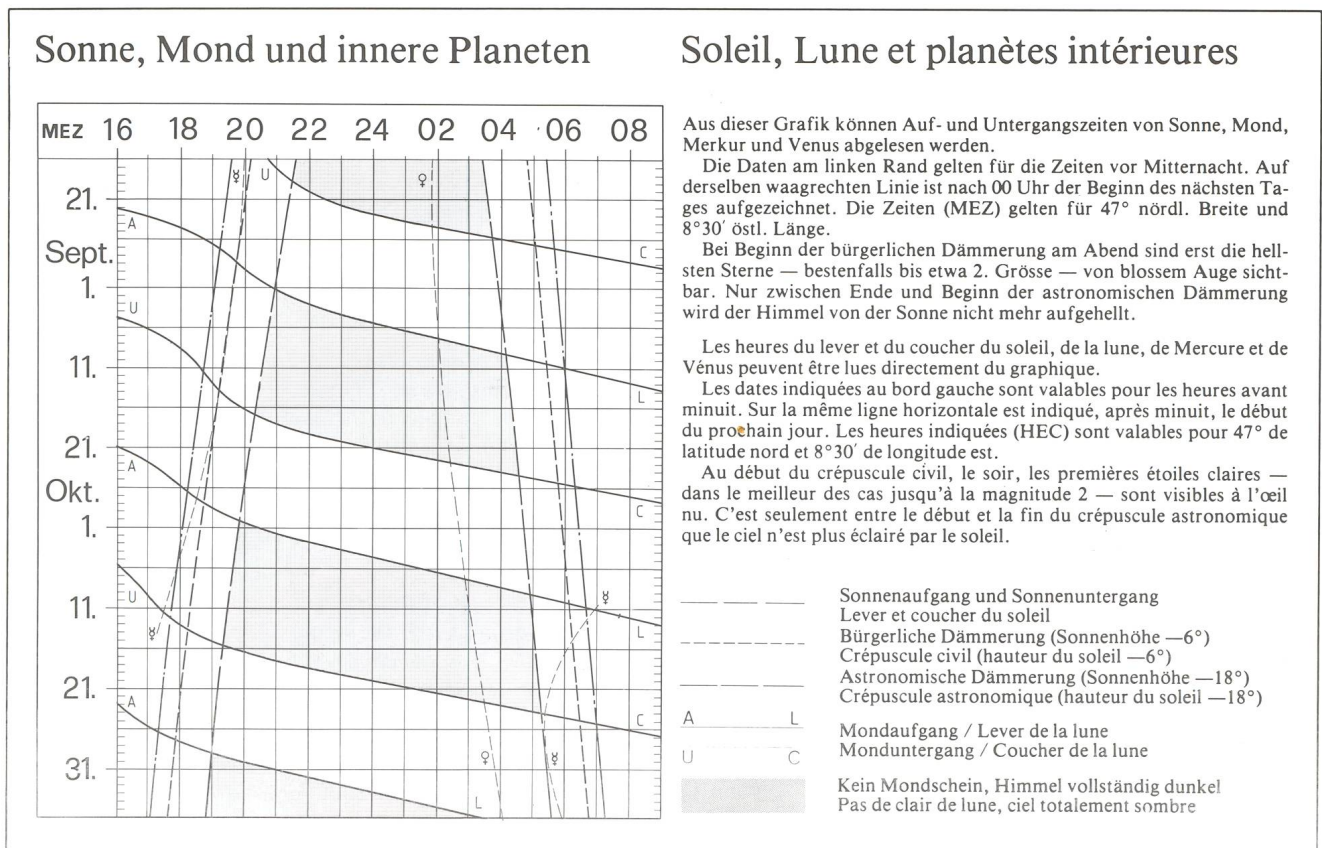 Sonne, Mond und innere Planeten
Soleil, Lune et planètes intérieures
MEZ 16 18 20 22 24 02 04 06 08
☿ U ♀
21.
A
C
Sept.
1.
U
11.
L
21.
A
Okt.
C
1.
☿
11.
U
L
☿
21.
A
C
31.
♀ ☿
L
Aus dieser Grafik können Auf- und Untergangszeiten von Sonne, Mond,
Merkur und Venus abgelesen werden.
Die Daten am linken Rand gelten für die Zeiten vor Mitternacht. Auf
derselben waagrechten Linie ist nach 00 Uhr der Beginn des nächsten Ta-
ges aufgezeichnet. Die Zeiten (MEZ) gelten für 47° nördl. Breite und
8°30′ östl. Länge.
Bei Beginn der bürgerlichen Dämmerung am Abend sind erst die hell-
sten Sterne — bestenfalls bis etwa 2. Grösse — von blossem Auge sicht-
bar. Nur zwischen Ende und Beginn der astronomischen Dämmerung
wird der Himmel von der Sonne nicht mehr aufgehellt.
Les heures du lever et du coucher du soleil, de la lune, de Mercure et de
Vénus peuvent être lues directement du graphique.
Les dates indiquées au bord gauche sont valables pour les heures avant
minuit. Sur la même ligne horizontale est indiqué, après minuit, le début
du prochain jour. Les heures indiquées (HEC) sont valables pour 47° de
latitude nord et 8°30′ de longitude est.
Au début du crépuscule civil, le soir, les premières étoiles claires —
dans le meilleur des cas jusqu'à la magnitude 2 — sont visibles à l'œil
nu. C'est seulement entre le début et la fin du crépuscule astronomique
que le ciel n'est plus éclairé par le soleil.
Sonnenaufgang und Sonnenuntergang
Lever et coucher du soleil
Bürgerliche Dämmerung (Sonnenhöhe —6°)
Crépuscule civil (hauteur du soleil —6°)
Astronomische Dämmerung (Sonnenhöhe —18°)
Crépuscule astronomique (hauteur du soleil —18°)
A L
Mondaufgang / Lever de la lune
U C
Monduntergang / Coucher de la lune
Kein Mondschein, Himmel vollständig dunkel
Pas de clair de lune, ciel totalement sombre